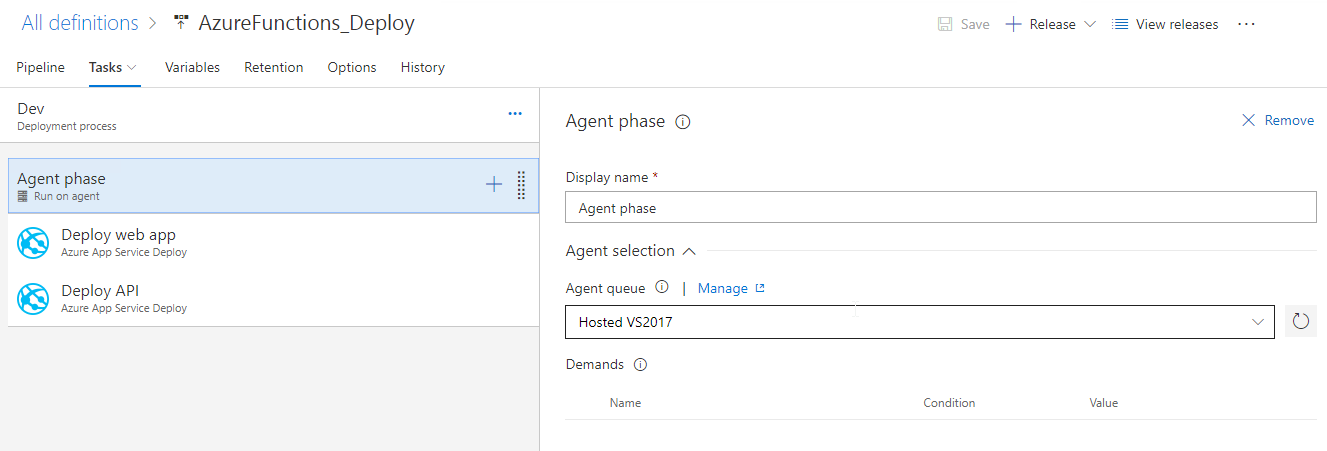 All definitions > AzureFunctions_Deploy
Save + Release View releases ...
Pipeline Tasks Variables Retention Options History
Dev
Deployment process
...
Agent phase
Run on agent
Deploy web app
Azure App Service Deploy
Deploy API
Azure App Service Deploy
Agent phase
Remove
Display name *
Agent phase
Agent selection
Agent queue | Manage
Hosted VS2017
Demands
Name Condition Value